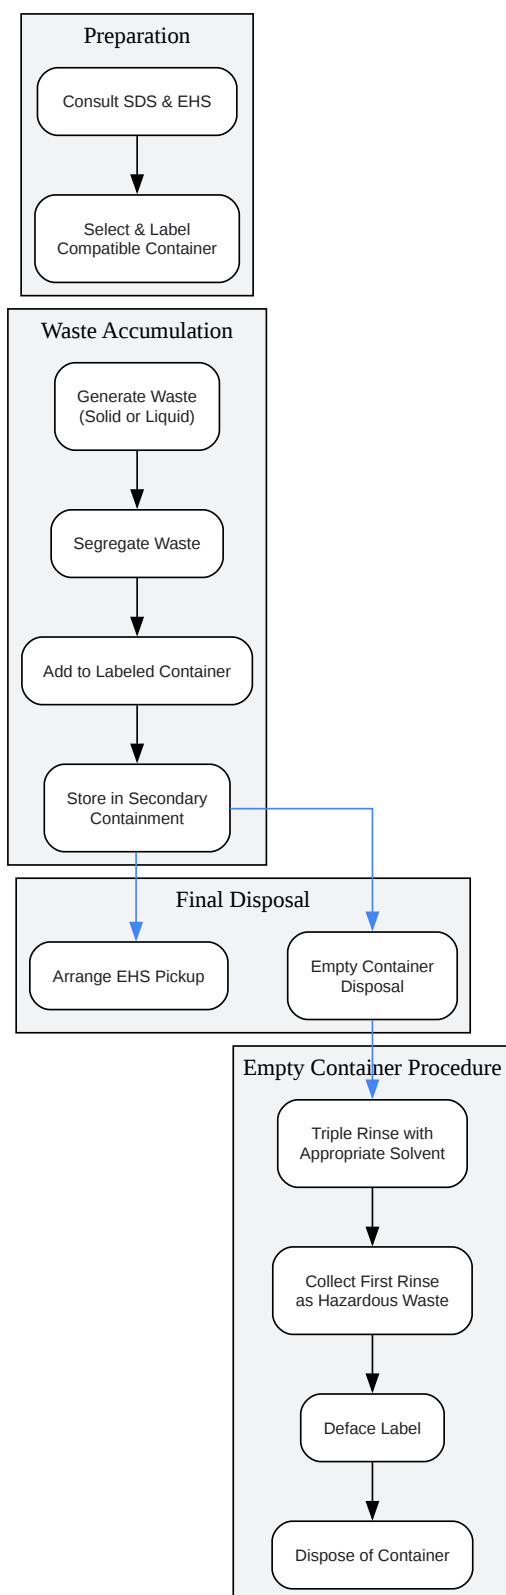 Preparation
Consult SDS & EHS
Select & Label
Compatible Container
Waste Accumulation
Generate Waste
(Solid or Liquid)
Segregate Waste
Add to Labeled Container
Store in Secondary
Containment
Final Disposal
Arrange EHS Pickup
Empty Container
Disposal
Empty Container Procedure
Triple Rinse with
Appropriate Solvent
Collect First Rinse
as Hazardous Waste
Deface Label
Dispose of Container